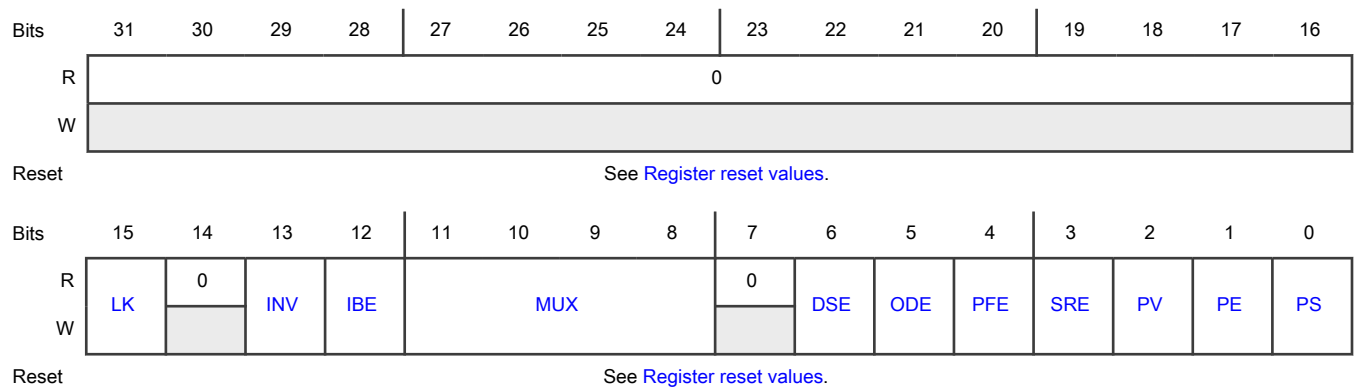 Bits 31 30 29 28 27 26 25 24 23 22 21 20 19 18 17 16
R 0
W
Reset See Register reset values.
Bits 15 14 13 12 11 10 9 8 7 6 5 4 3 2 1 0
R 0 0
LK INV IBE MUX DSE ODE PFE SRE PV PE PS
W
Reset See Register reset values.